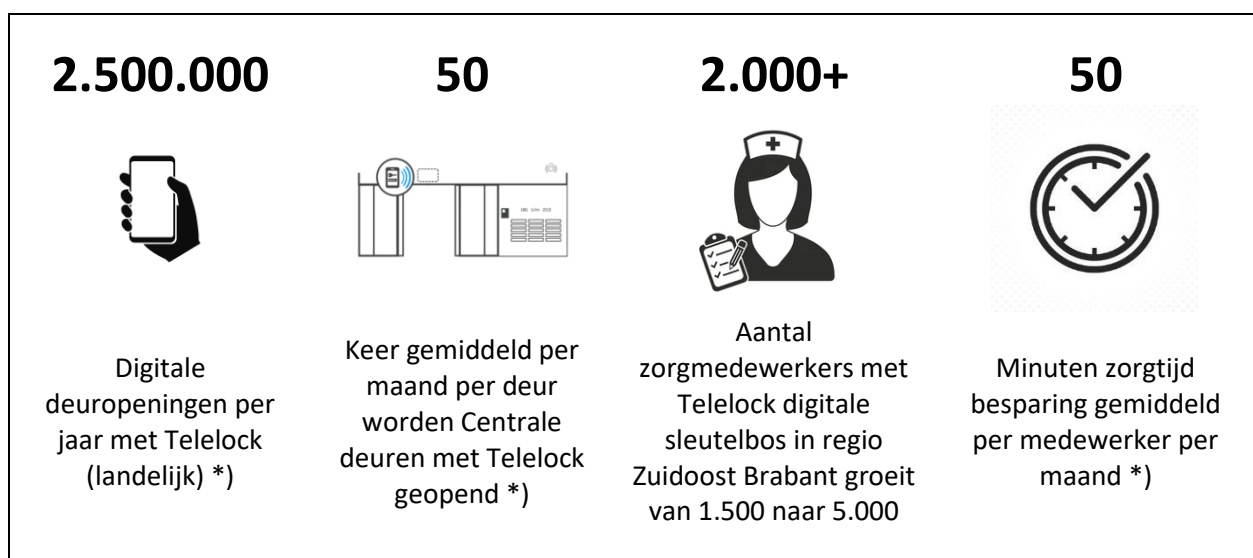 2.500.000
Digitale
deuropeningen per
jaar met Telelock
(landelijk) *)
50
Keer gemiddeld per
maand per deur
worden Centrale
deuren met Telelock
geopend *)
2.000+
Aantal
zorgmedewerkers met
Telelock digitale
sleutelbos in regio
Zuidoost Brabant groeit
van 1.500 naar 5.000
50
Minuten zorgtijd
besparing gemiddeld
per medewerker per
maand *)